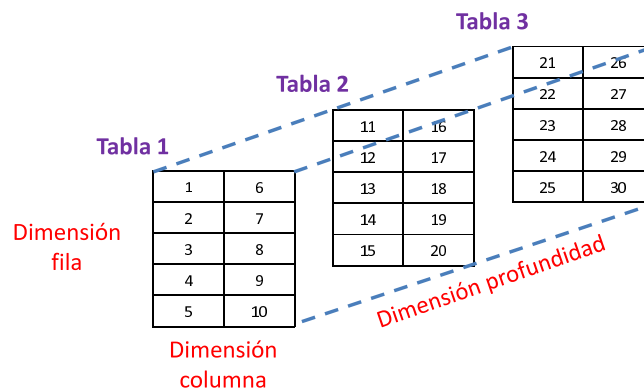 Tabla 1
1 6
2 7
3 8
4 9
5 10
Tabla 2
11 16
12 17
13 18
14 19
15 20
Tabla 3
21 26
22 27
23 28
24 29
25 30
Dimensión
fila
Dimensión
columna
Dimensión profundidad